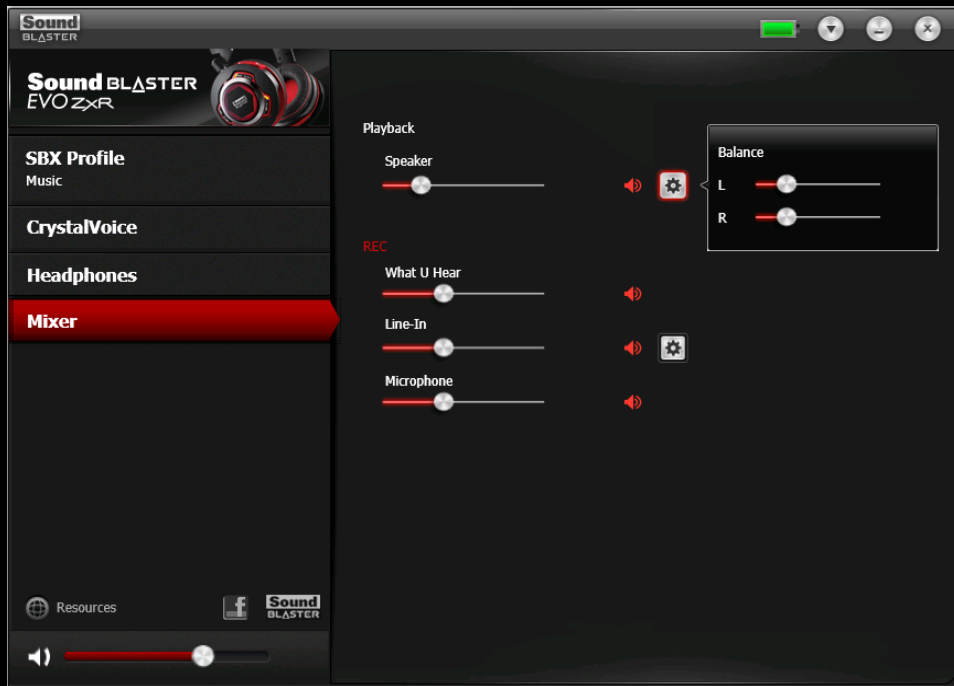 Sound
BLASTER
Sound BLASTER
EVO ZxR
SBX Profile
Music
CrystalVoice
Headphones
Mixer
Playback
Speaker
Balance
L
R
REC
What U Hear
Line-In
Microphone
Resources
f
Sound
BLASTER